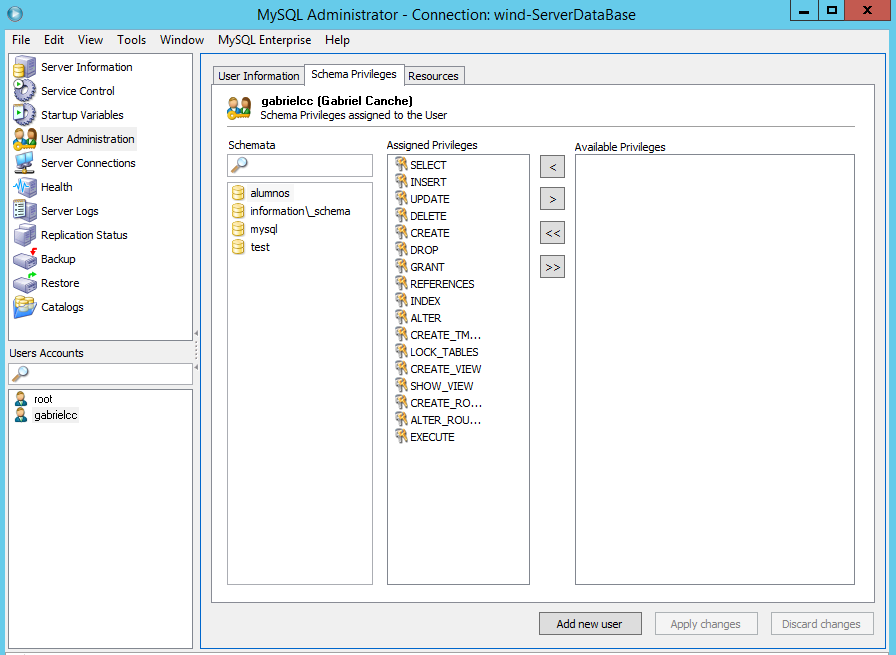 MySQL Administrator - Connection: wind-ServerDataBase
File Edit View Tools Window MySQL Enterprise Help
Server Information
Service Control
Startup Variables
User Administration
Server Connections
Health
Server Logs
Replication Status
Backup
Restore
Catalogs
Users Accounts
root
gabrielcc
User Information Schema Privileges Resources
gabrielcc (Gabriel Canche)
Schema Privileges assigned to the User
Schemata
alumnos
information\_schema
mysql
test
Assigned Privileges
SELECT
INSERT
UPDATE
DELETE
CREATE
DROP
GRANT
REFERENCES
INDEX
ALTER
CREATE_TM...
LOCK_TABLES
CREATE_VIEW
SHOW_VIEW
CREATE_RO...
ALTER_ROU...
EXECUTE
<
>
<<
>>
Available Privileges
Add new user Apply changes Discard changes